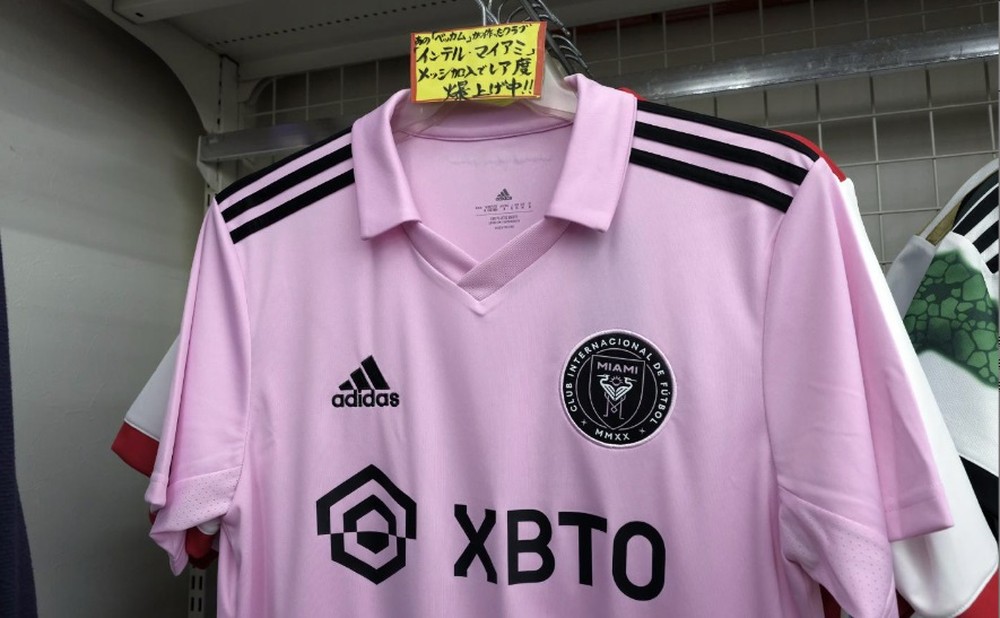 あの「ベッカム」が作ったクラブ
「インテル・マイアミ」
メッシ加入でレア度
爆上げ中!!
adidas
adidas
CLUB INTERNACIONAL DE FÚTBOL
MIAMI
MMXX
XBTO